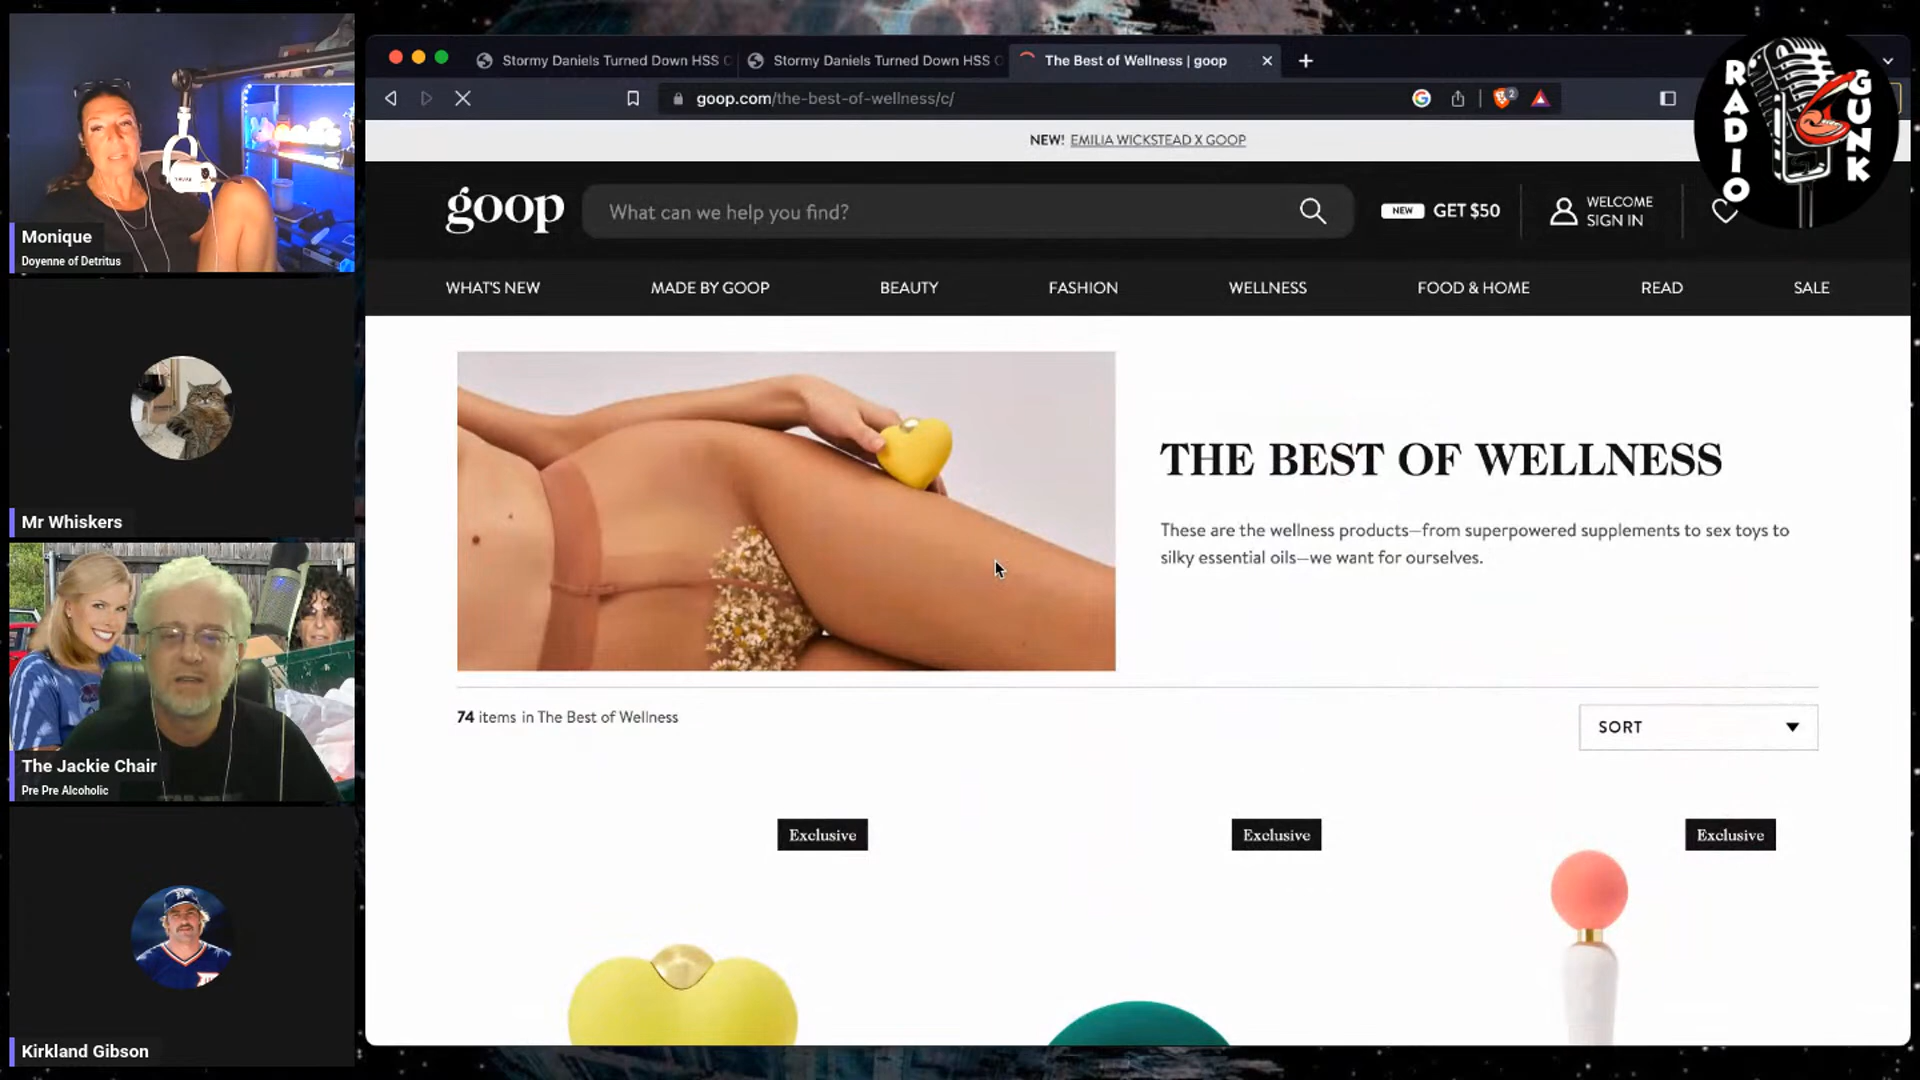 Stormy Daniels Turned Down HSS
Stormy Daniels Turned Down HSS
The Best of Wellness | goop
goop.com/the-best-of-wellness/c/
2
RADIO
GUNK
NEW! EMILIA WICKSTEAD X GOOP
goop
What can we help you find?
NEW GET $50
WELCOME
SIGN IN
WHAT'S NEW
MADE BY GOOP
BEAUTY
FASHION
WELLNESS
FOOD & HOME
READ
SALE
THE BEST OF WELLNESS
These are the wellness products—from superpowered supplements to sex toys to
silky essential oils—we want for ourselves.
74 items in The Best of Wellness
SORT
Exclusive
Exclusive
Exclusive
Monique
Doyenne of Detritus
Mr Whiskers
The Jackie Chair
Pre Pre Alcoholic
Kirkland Gibson